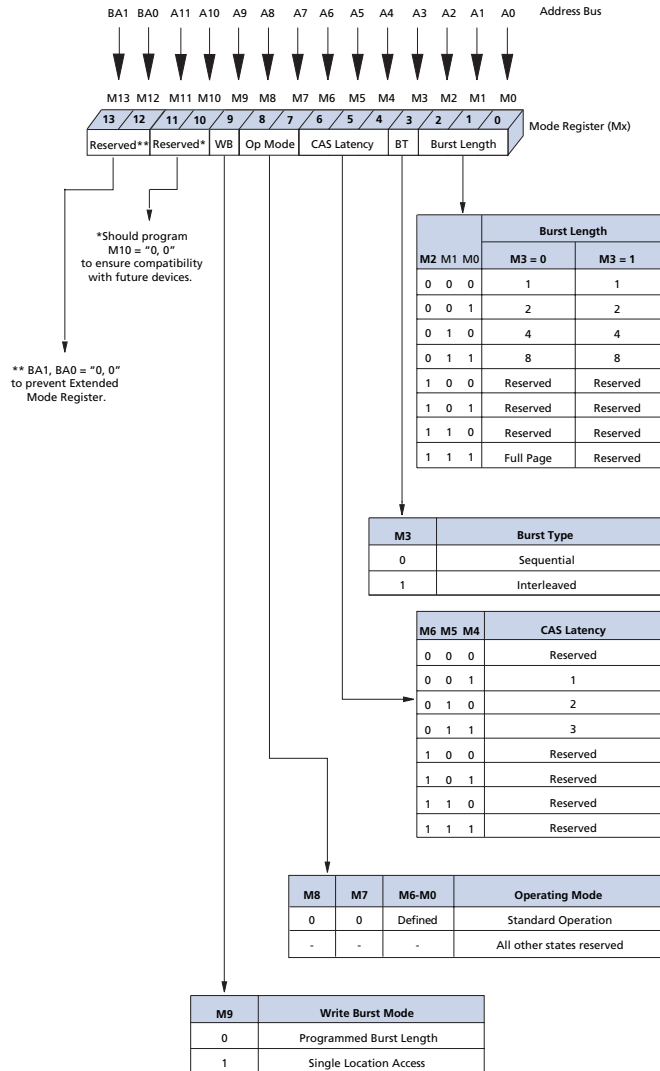 BA1 BA0 A11 A10 A9 A8 A7 A6 A5 A4 A3 A2 A1 A0 Address Bus
M13 M12 M11 M10 M9 M8 M7 M6 M5 M4 M3 M2 M1 M0
13 12 11 10 9 8 7 6 5 4 3 2 1 0 Mode Register (Mx)
Reserved** Reserved* WB Op Mode CAS Latency BT Burst Length
*Should program
M10 = "0, 0"
to ensure compatibility
with future devices.
** BA1, BA0 = "0, 0"
to prevent Extended
Mode Register.
Burst Length
M2 M1 M0 M3 = 0 M3 = 1
0 0 0 1 1
0 0 1 2 2
0 1 0 4 4
0 1 1 8 8
1 0 0 Reserved Reserved
1 0 1 Reserved Reserved
1 1 0 Reserved Reserved
1 1 1 Full Page Reserved
M3 Burst Type
0 Sequential
1 Interleaved
M6 M5 M4 CAS Latency
0 0 0 Reserved
0 0 1 1
0 1 0 2
0 1 1 3
1 0 0 Reserved
1 0 1 Reserved
1 1 0 Reserved
1 1 1 Reserved
M8 M7 M6-M0 Operating Mode
0 0 Defined Standard Operation
- - - All other states reserved
M9 Write Burst Mode
0 Programmed Burst Length
1 Single Location Access